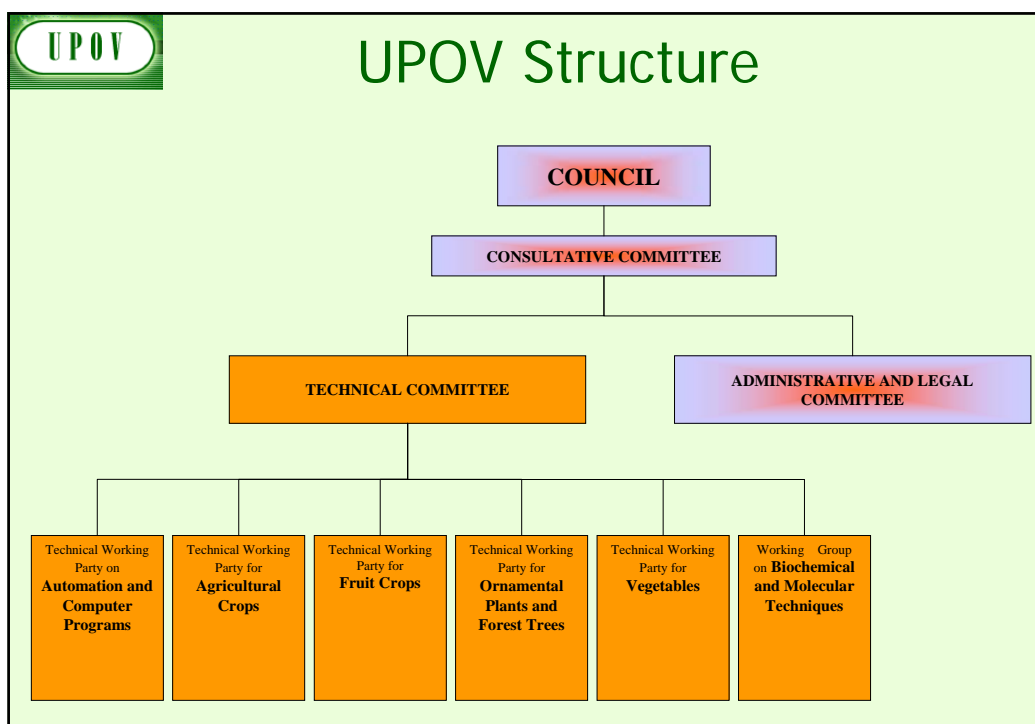 UPOV
UPOV Structure
COUNCIL
CONSULTATIVE COMMITTEE
TECHNICAL COMMITTEE
ADMINISTRATIVE AND LEGAL
COMMITTEE
Technical Working
Party on
Automation and
Computer
Programs
Technical Working
Party for
Agricultural
Crops
Technical Working
Party for
Fruit Crops
Technical Working
Party for
Ornamental
Plants and
Forest Trees
Technical Working
Party for
Vegetables
Working Group
on Biochemical
and Molecular
Techniques